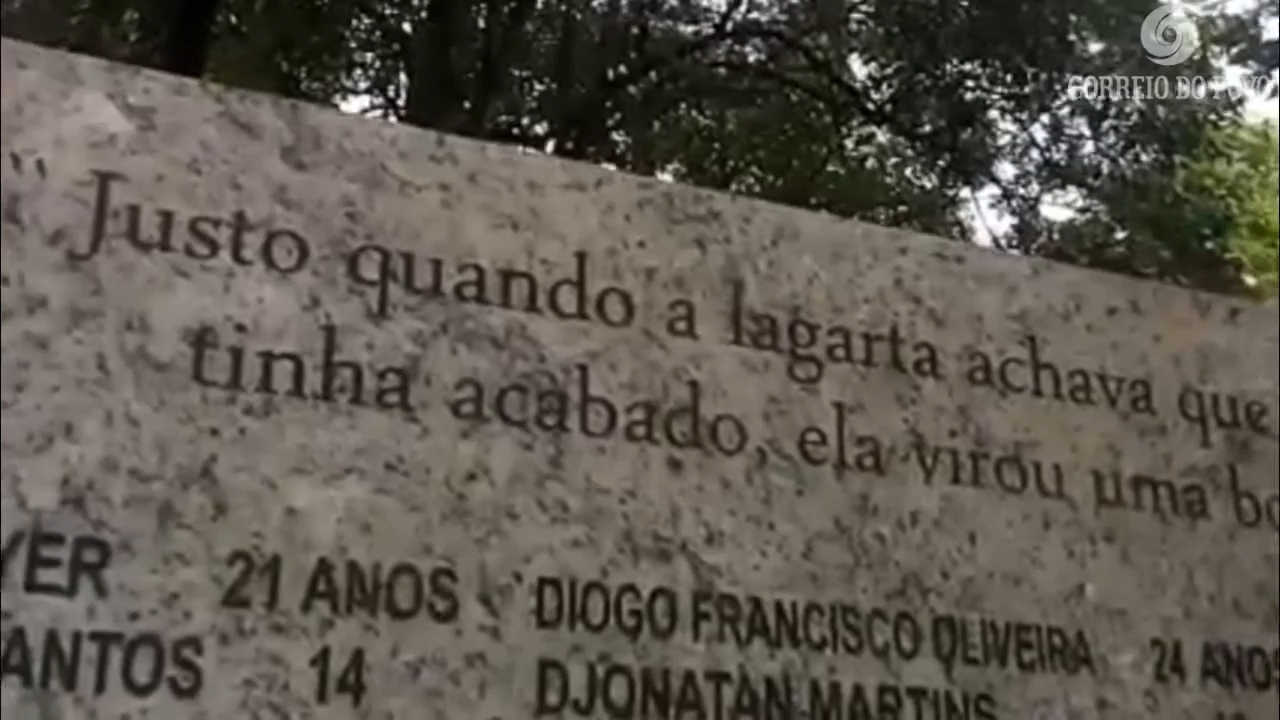 CORREIO DO POVO
"Justo quando a lagarta achava que
tinha acabado, ela virou uma bo
YER 21 ANOS DIOGO FRANCISCO OLIVEIRA 24 ANOS
ANTOS 14 DJONATAN MARTINS